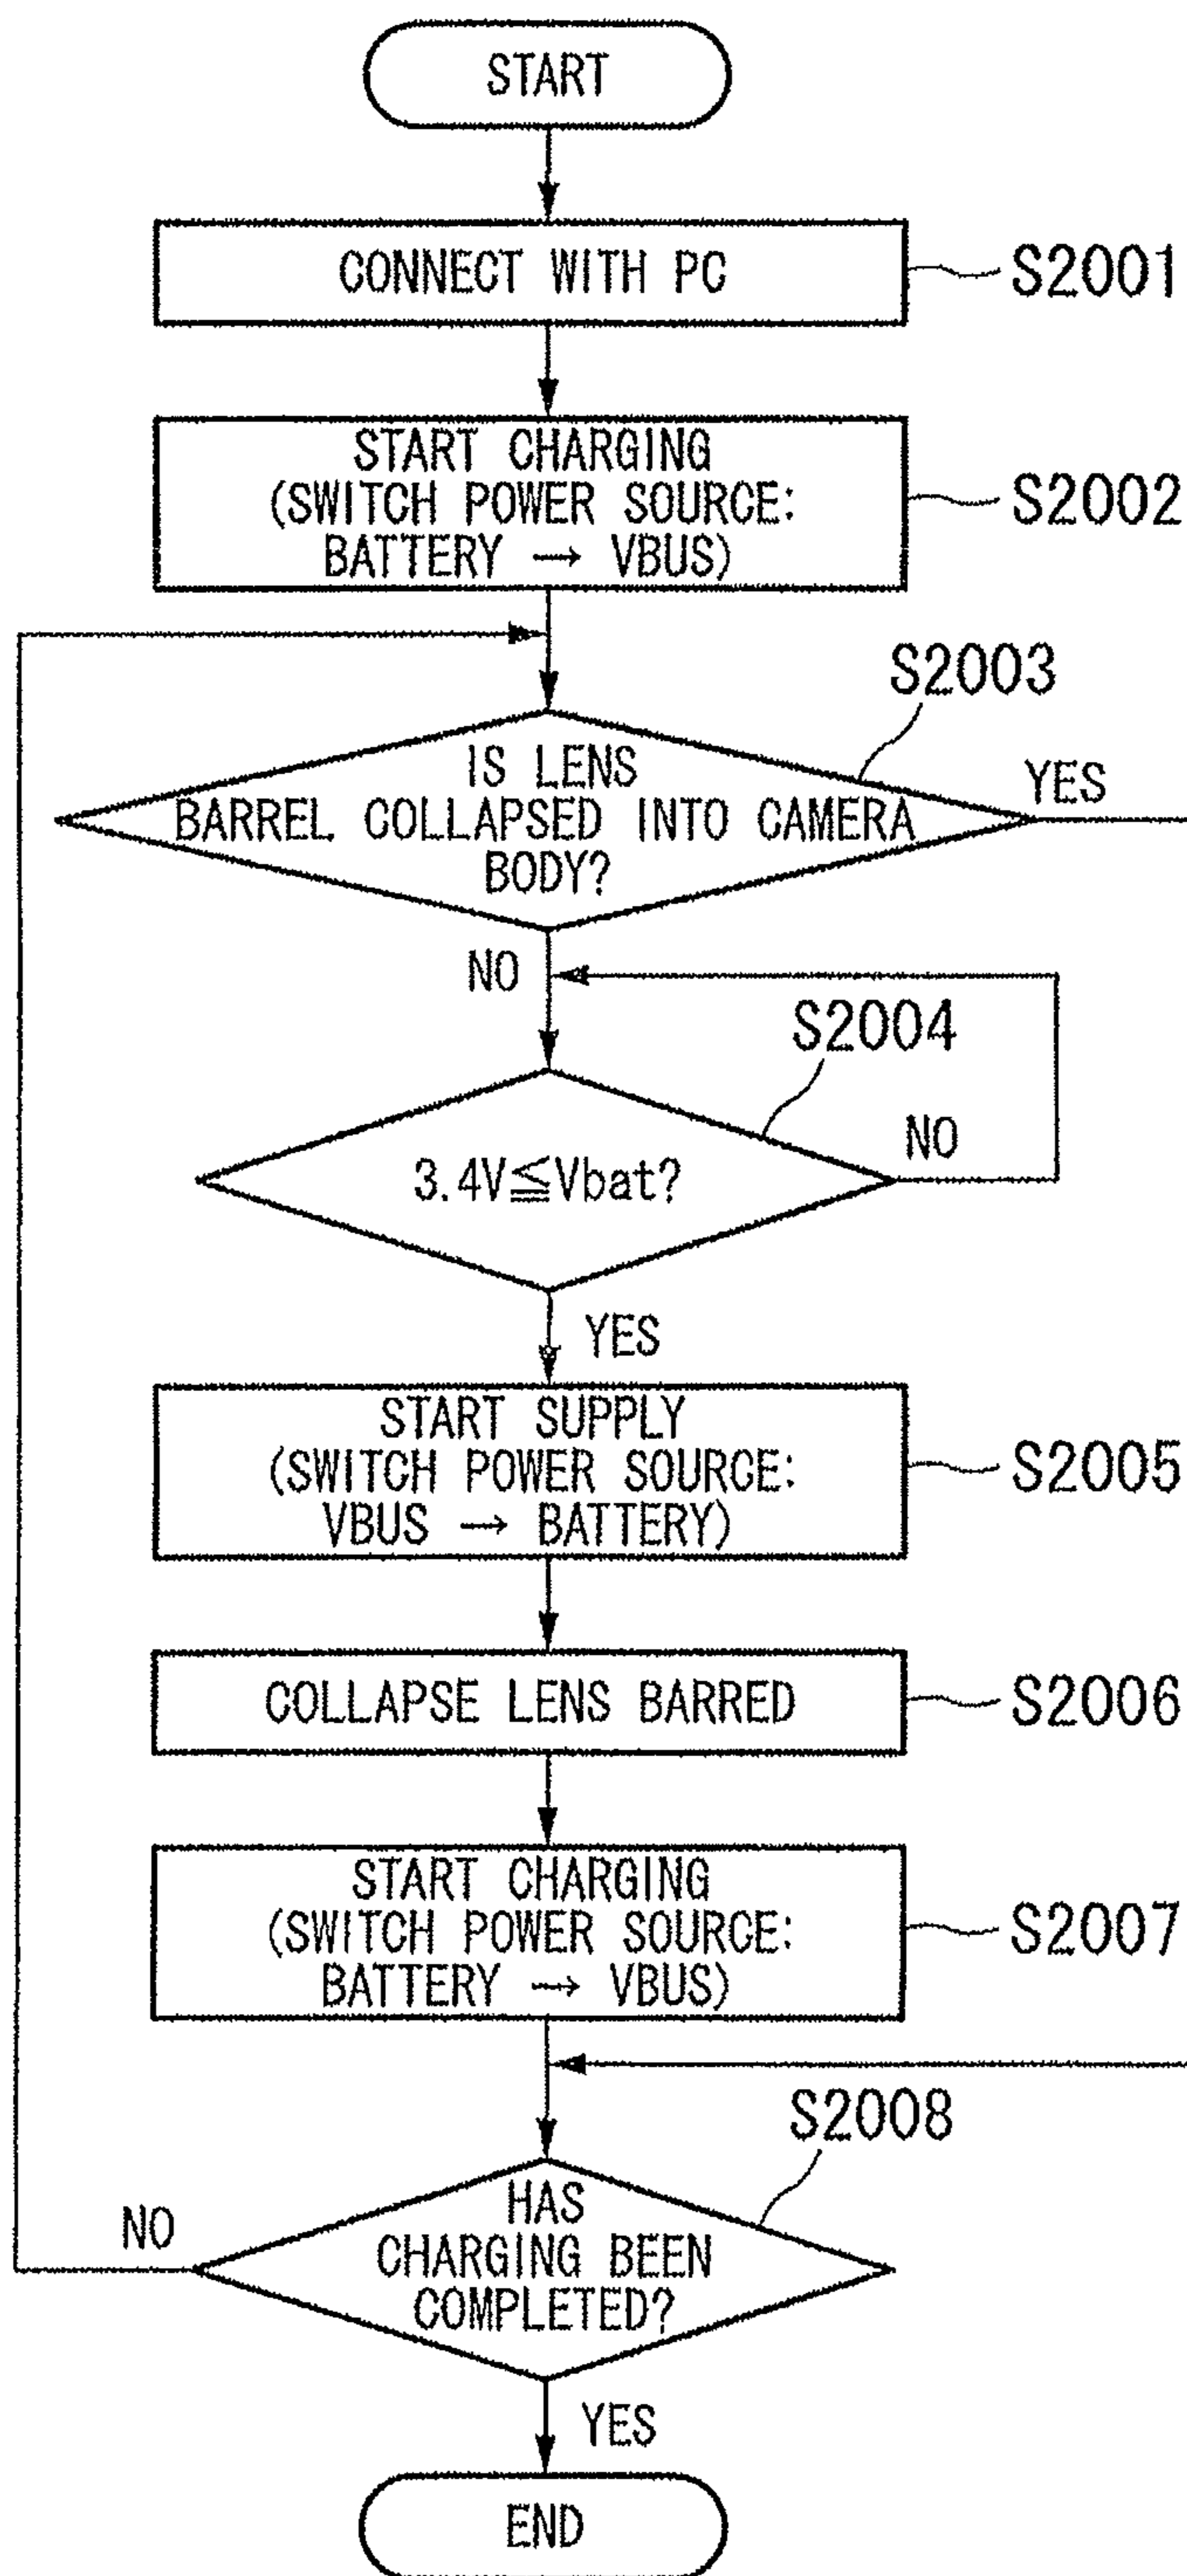 START
CONNECT WITH PC
S2001
START CHARGING
(SWITCH POWER SOURCE:
BATTERY → VBUS)
S2002
S2003
IS LENS
BARREL COLLAPSED INTO CAMERA
BODY?
YES
NO
S2004
3.4V≦Vbat?
NO
YES
START SUPPLY
(SWITCH POWER SOURCE:
VBUS → BATTERY)
S2005
COLLAPSE LENS BARRED
S2006
START CHARGING
(SWITCH POWER SOURCE:
BATTERY → VBUS)
S2007
S2008
HAS
CHARGING BEEN
COMPLETED?
NO
YES
END